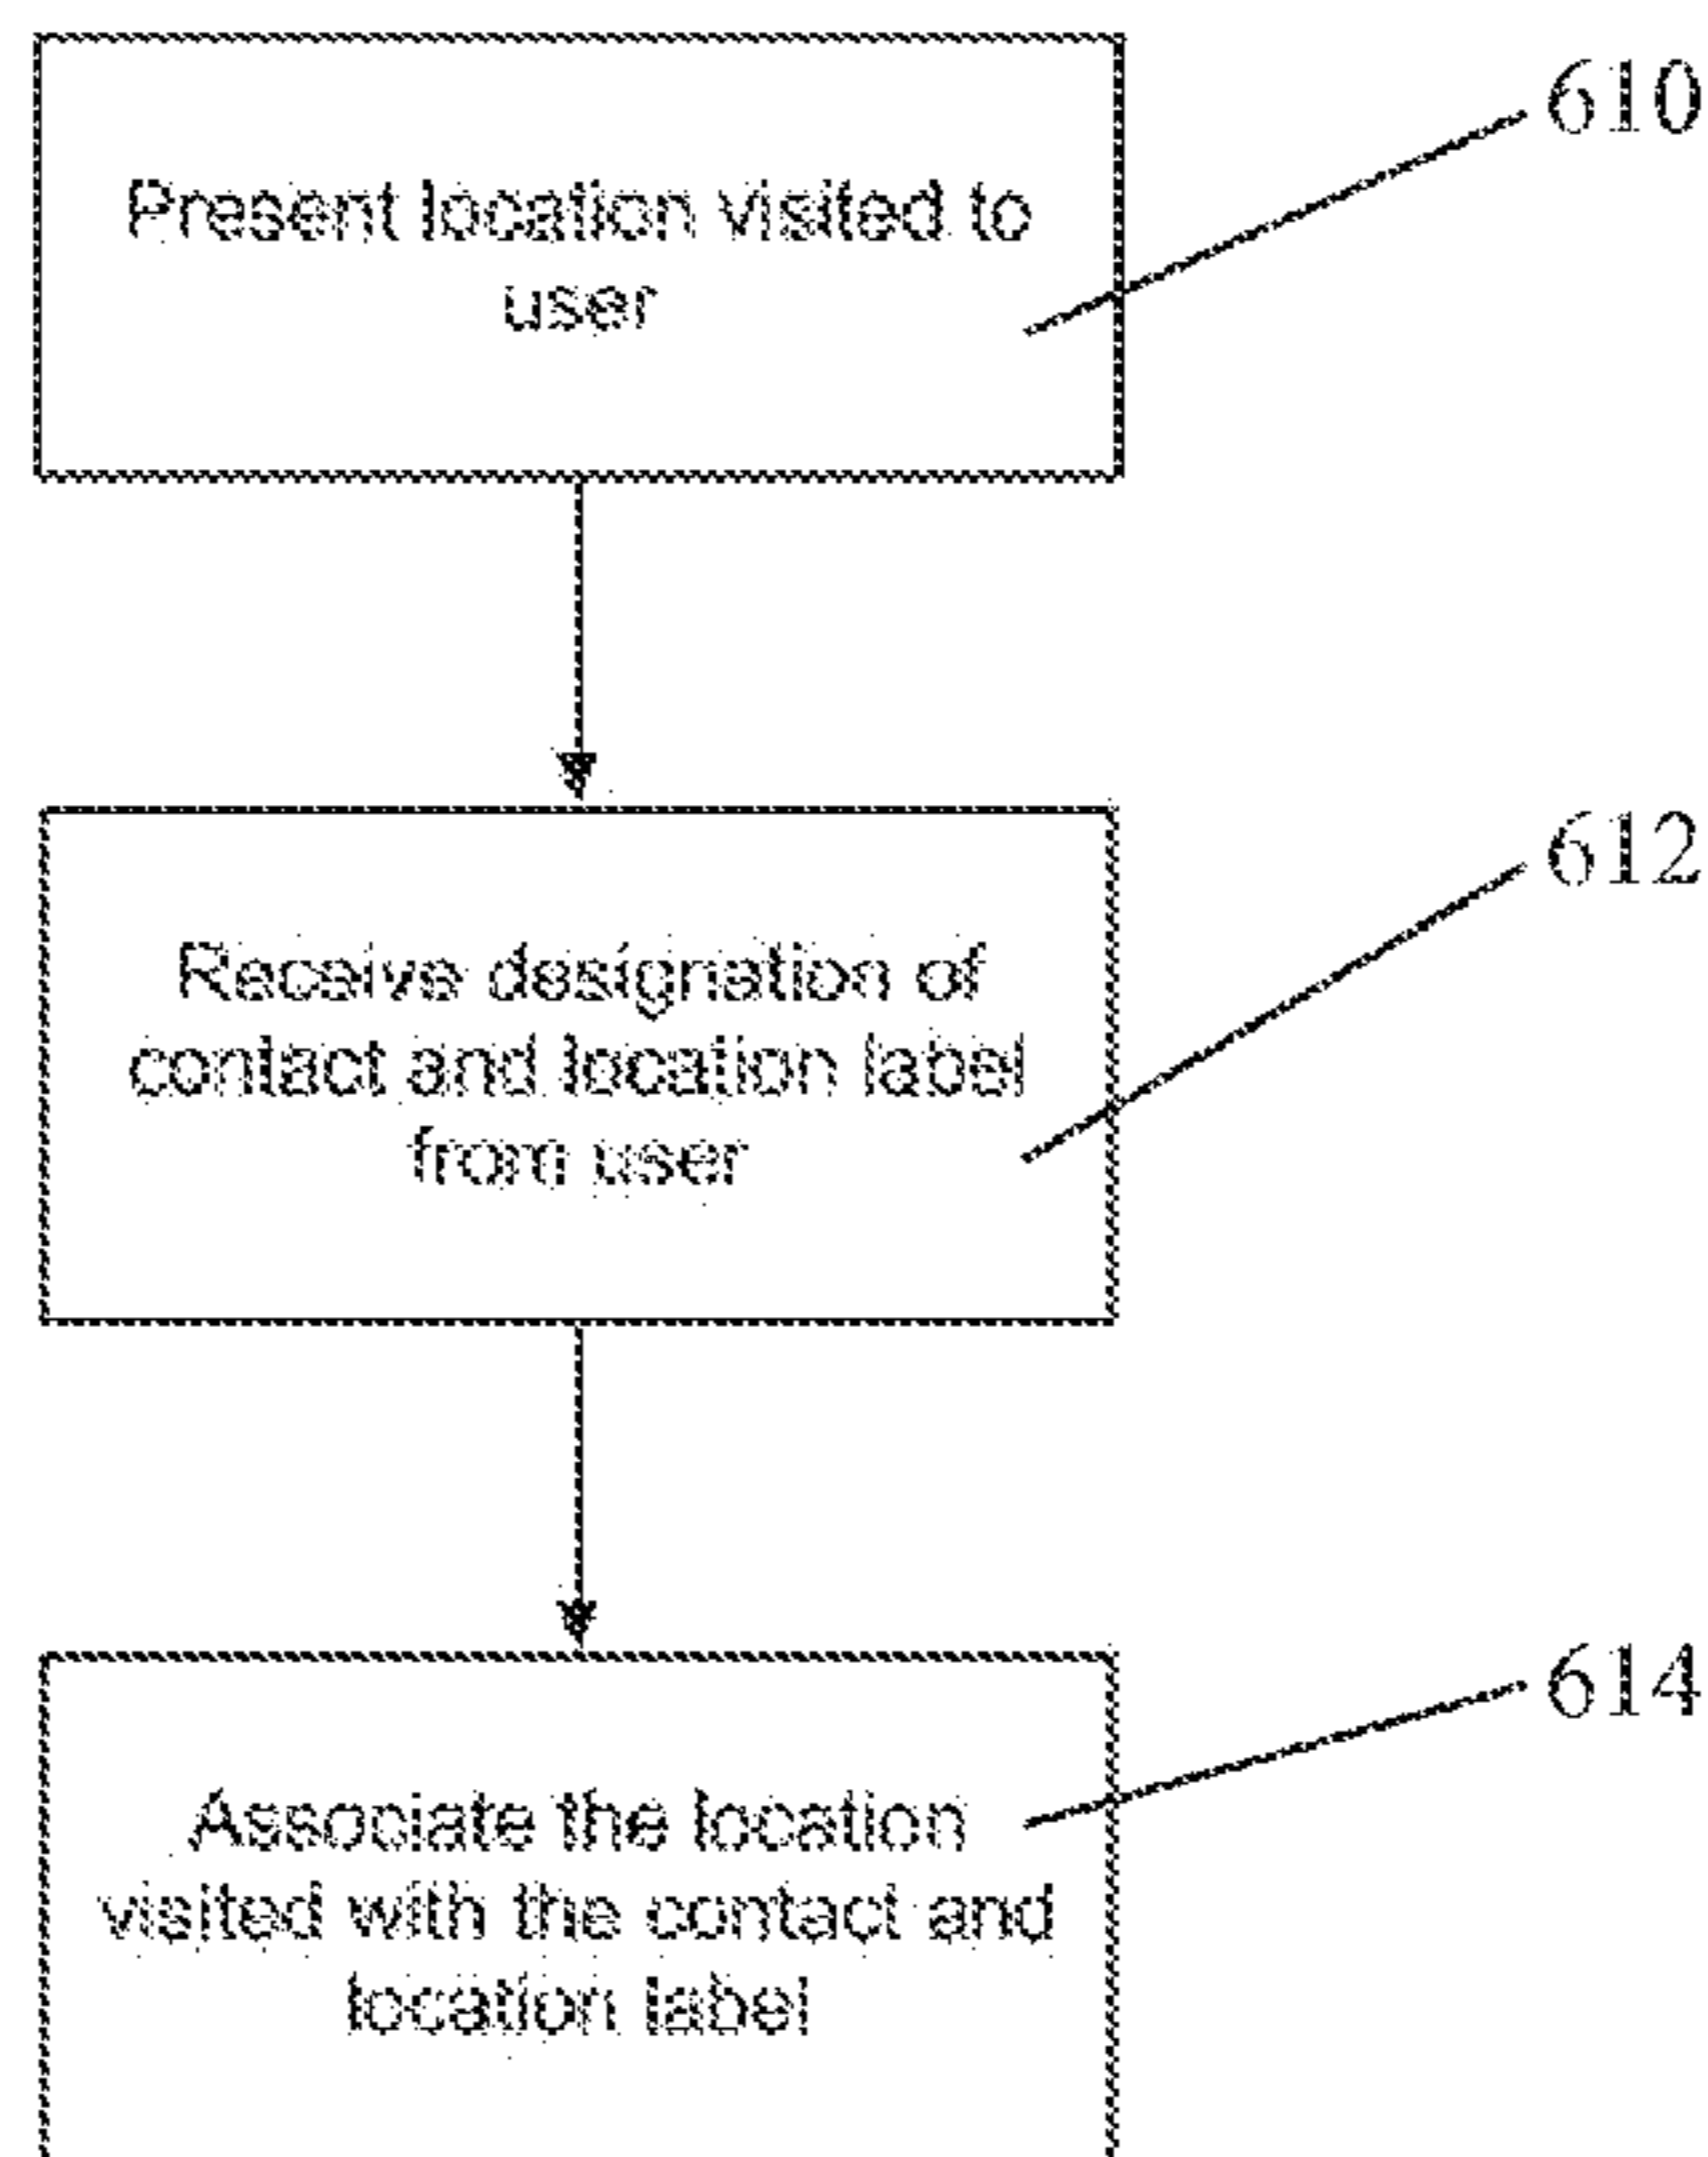 610
Present location visited to
user
612
Receive designation of
contact and location label
from user
614
Associate the location
visited with the contact and
location label